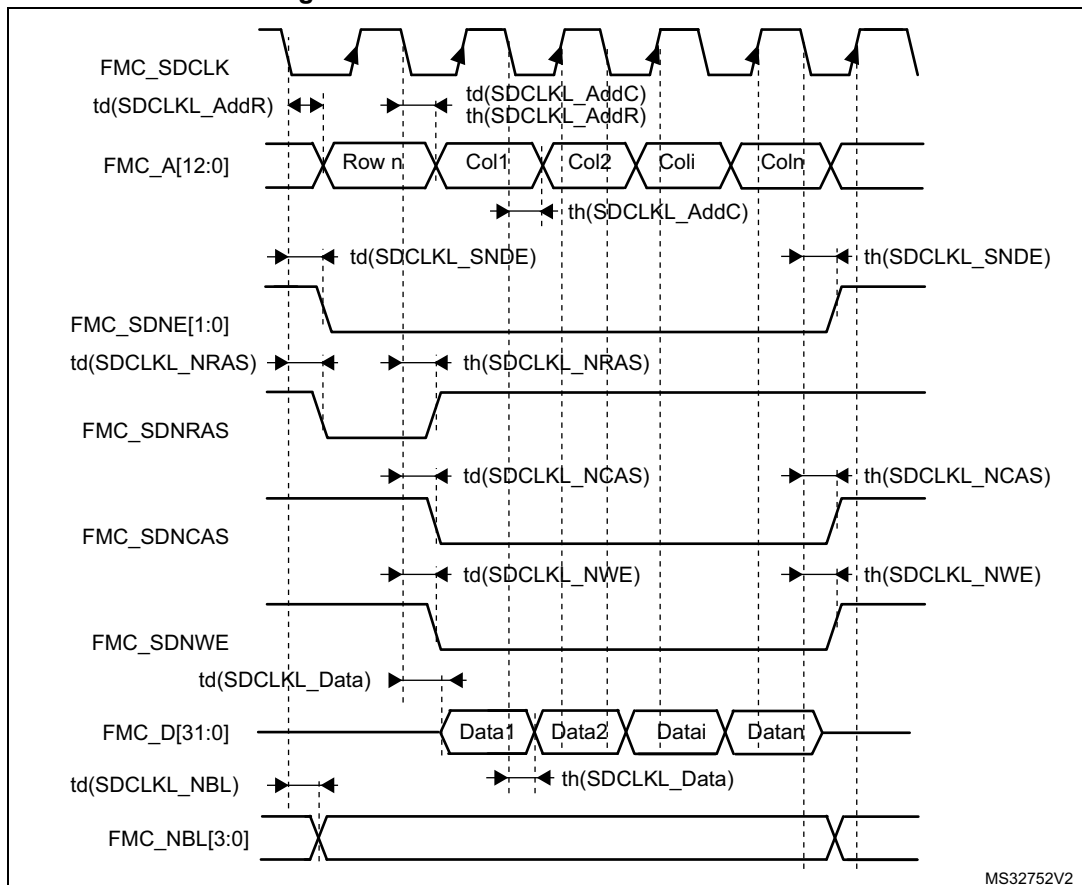 FMC_SDCLK
td(SDCLKL_AddR)
td(SDCLKL_AddC)
th(SDCLKL_AddR)
FMC_A[12:0]
Row n
Col1
Col2
Coli
Coln
th(SDCLKL_AddC)
td(SDCLKL_SNDE)
th(SDCLKL_SNDE)
FMC_SDNE[1:0]
td(SDCLKL_NRAS)
th(SDCLKL_NRAS)
FMC_SDNRAS
td(SDCLKL_NCAS)
th(SDCLKL_NCAS)
FMC_SDNCAS
td(SDCLKL_NWE)
th(SDCLKL_NWE)
FMC_SDNWE
td(SDCLKL_Data)
FMC_D[31:0]
Data1
Data2
Datai
Datan
th(SDCLKL_Data)
td(SDCLKL_NBL)
FMC_NBL[3:0]
MS32752V2